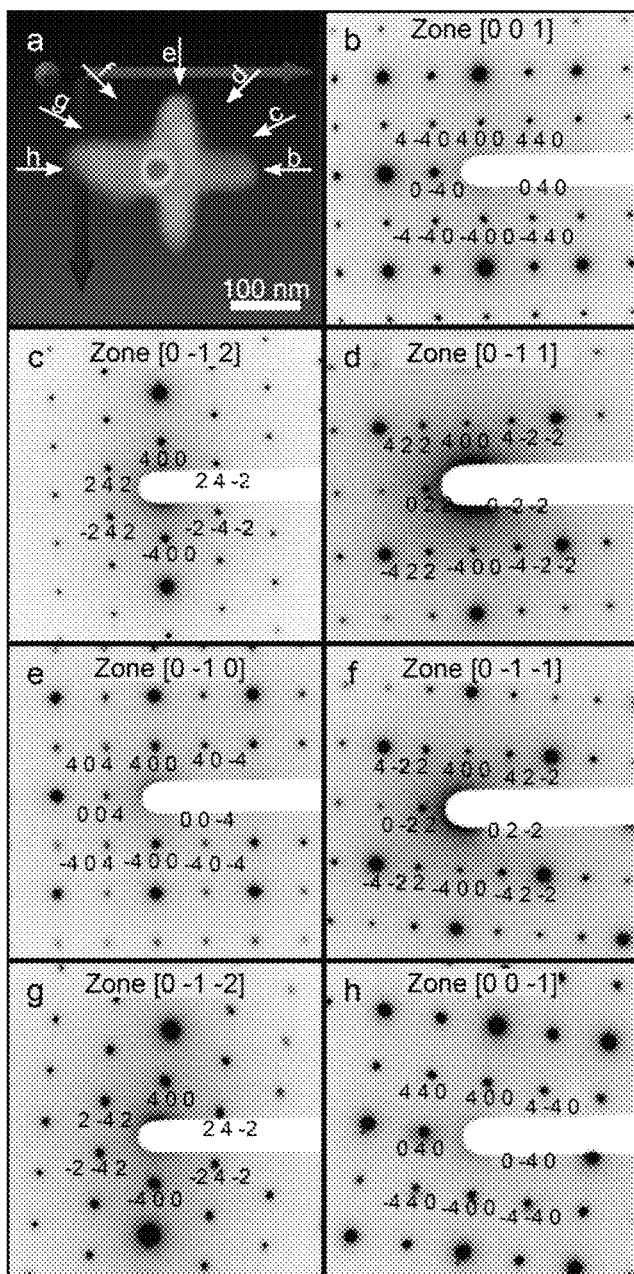 a
e
f
d
g
c
h
b
100 nm
b
Zone [0 0 1]
4 -4 0 4 0 0 4 4 0
0 -4 0
0 4 0
-4 -4 0 -4 0 0 -4 4 0
c
Zone [0 -1 2]
4 0 0
2 4 2
2 4 -2
-2 4 2
-2 -4 -2
-4 0 0
d
Zone [0 -1 1]
4 2 2
4 0 0
4 -2 -2
0 2
0 -2 -2
-4 2 2
-4 0 0
-4 -2 -2
e
Zone [0 -1 0]
4 0 4
4 0 0
4 0 -4
0 0 4
0 0 -4
-4 0 4
-4 0 0
-4 0 -4
f
Zone [0 -1 -1]
4 -2 2
4 0 0
4 2 -2
0 -2 2
0 2 -2
-4 -2 2
-4 0 0
-4 2 -2
g
Zone [0 -1 -2]
4 0 0
2 -4 2
2 4 -2
-2 -4 2
-2 4 -2
-4 0 0
h
Zone [0 0 -1]
4 4 0
4 0 0
4 -4 0
0 4 0
0 -4 0
-4 4 0
-4 0 0
-4 -4 0